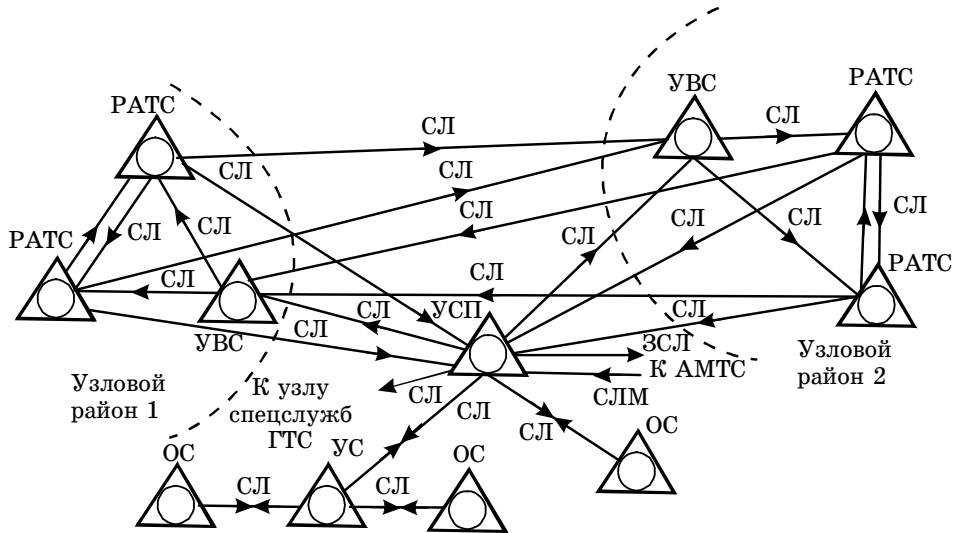 РАТС
УВС
РАТС
СЛ
СЛ
СЛ
СЛ
СЛ
СЛ
СЛ
СЛ
СЛ
СЛ
СЛ
РАТС
РАТС
СЛ
СЛ
СЛ
УСП
СЛ
УВС
СЛ
ЗСЛ
К АМТС
СЛМ
Узловой
район 2
Узловой
район 1
К узлу
спецслужб
ГТС
СЛ
СЛ
СЛ
ОС
ОС
УС
ОС
СЛ
СЛ